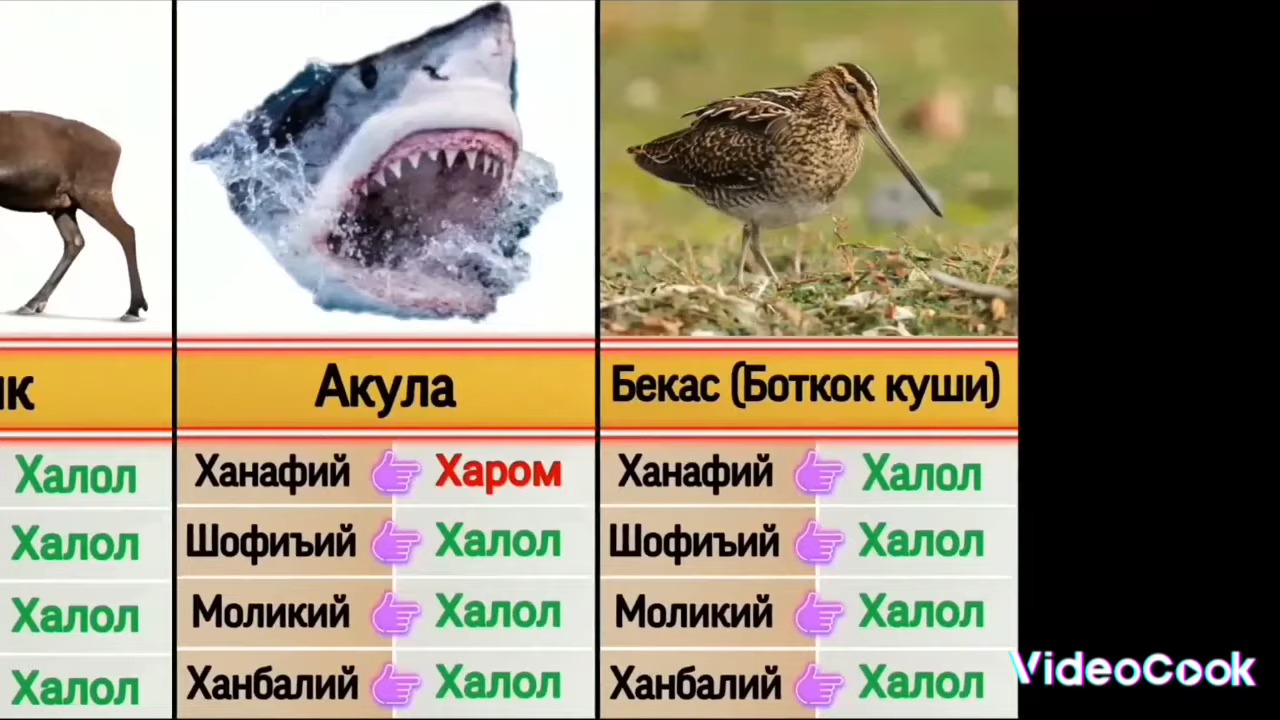 Акула
Бекас (Боткок куши)
Халол
Ханафий Харом
Ханафий Халол
Халол
Шофиъий Халол
Шофиъий Халол
Халол
Моликий Халол
Моликий Халол
Халол
Ханбалий Халол
Ханбалий Халол
VideoCook